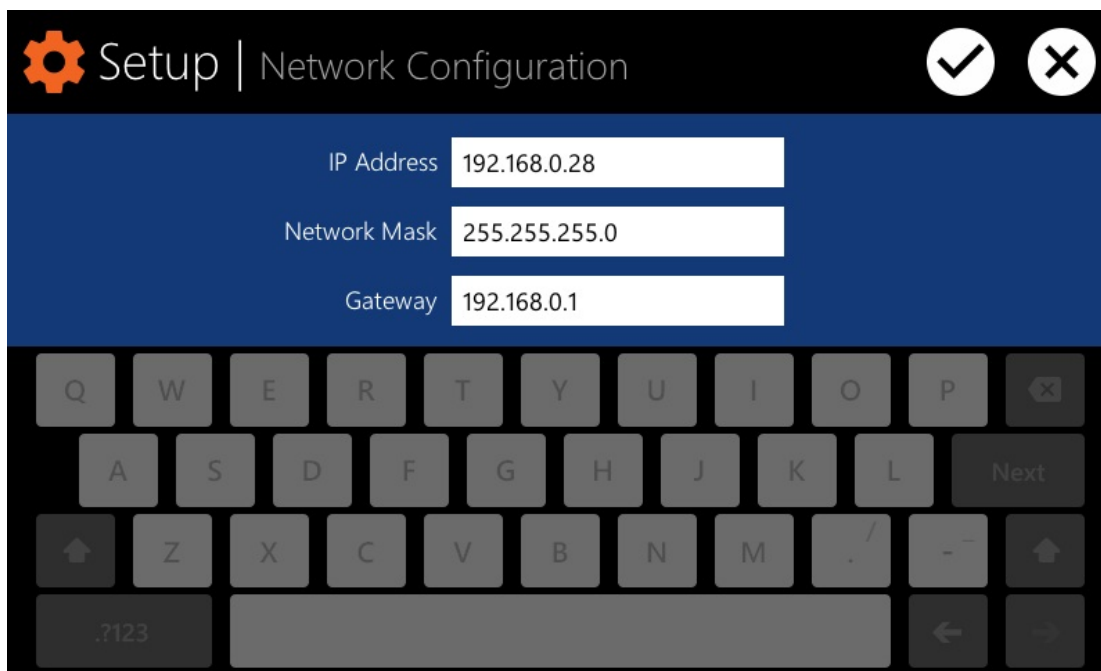 Setup | Network Configuration
IP Address 192.168.0.28
Network Mask 255.255.255.0
Gateway 192.168.0.1
Q W E R T Y U I O P
A S D F G H J K L Next
Z X C V B N M . / - _
.?123